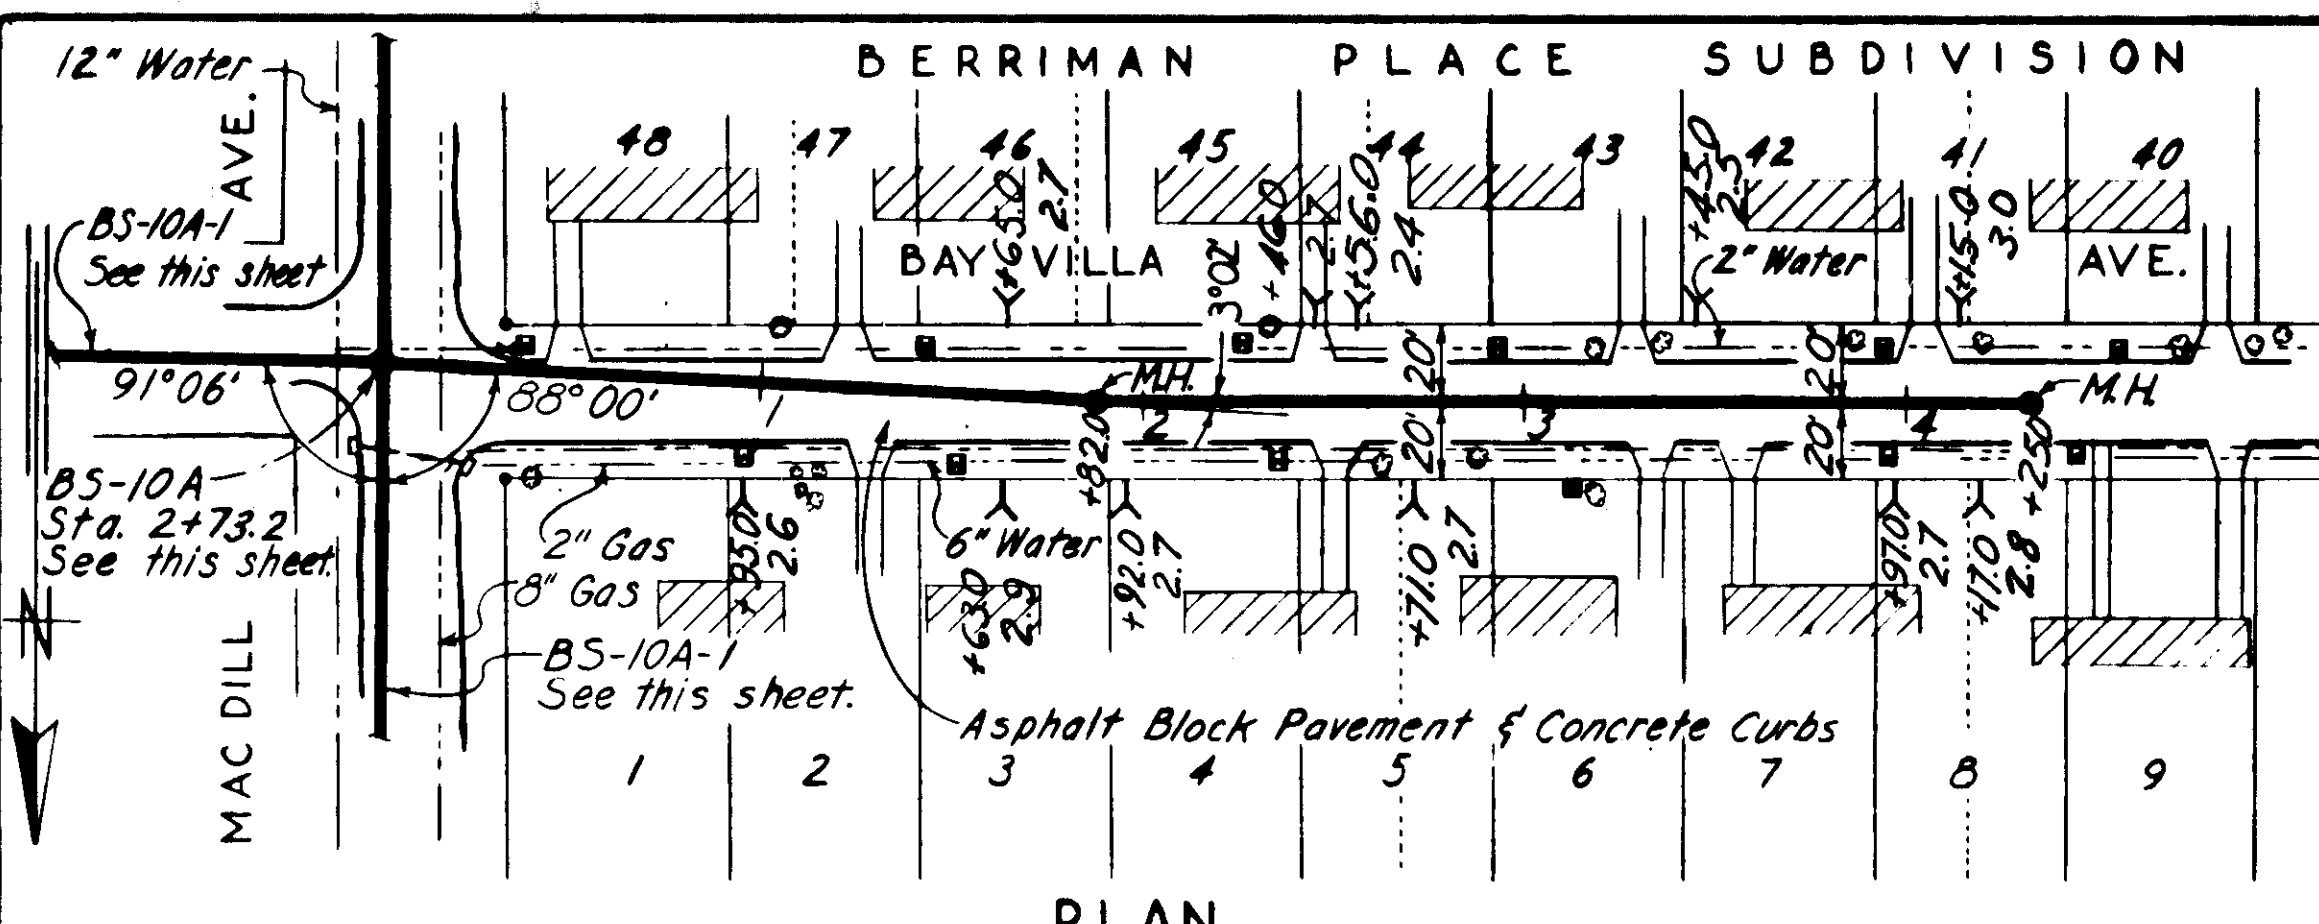 12" Water
BERRIMAN PLACE SUBDIVISION
AVE.
48 47 46 45 44 43 42 41 40
+65.0
2.7
+46.0
2.7
+56.0
2.4
+45.0
2.5
+15.0
3.0
BS-10A-1
See this sheet
BAY VILLA AVE.
3°02'
2" Water
91°06'
88°00'
M.H.
M.H.
1 2 3 4
20'
20'
20'
20'
+82.0
+25.0
BS-10A
Sta. 2+73.2
See this sheet.
2" Gas
8" Gas
6" Water
+95.0
2.6
+63.0
2.9
+92.0
2.7
+71.0
2.7
+97.0
2.7
+17.0
2.8
N
MAC DILL
BS-10A-1
See this sheet.
Asphalt Block Pavement & Concrete Curbs
1 2 3 4 5 6 7 8 9
PLAN